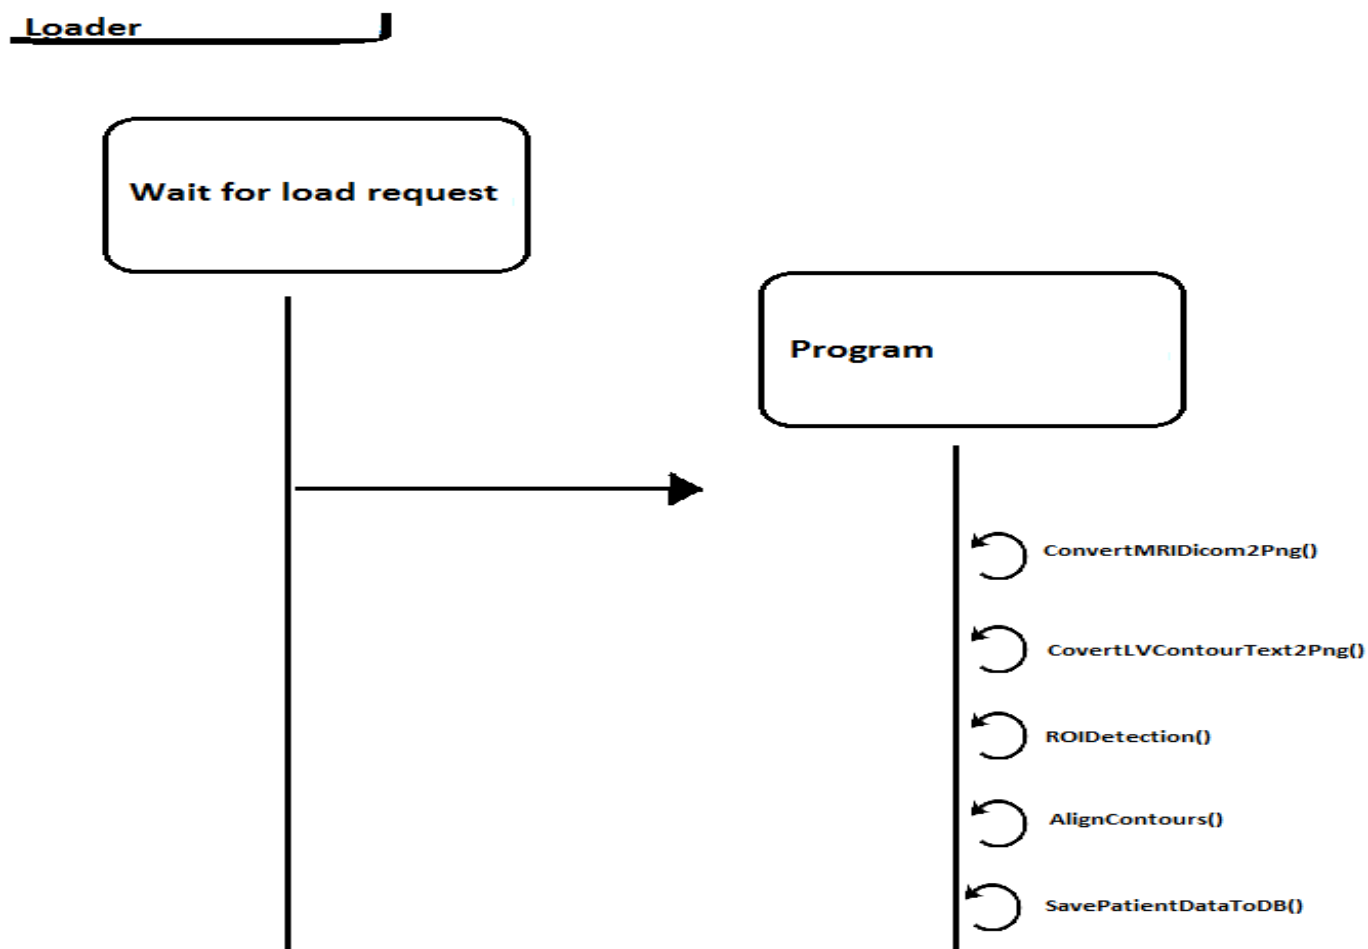 Loader
Wait for load request
Program
ConvertMRIDicom2Png()
CovertLVContourText2Png()
ROIDetection()
AlignContours()
SavePatientDataToDB()